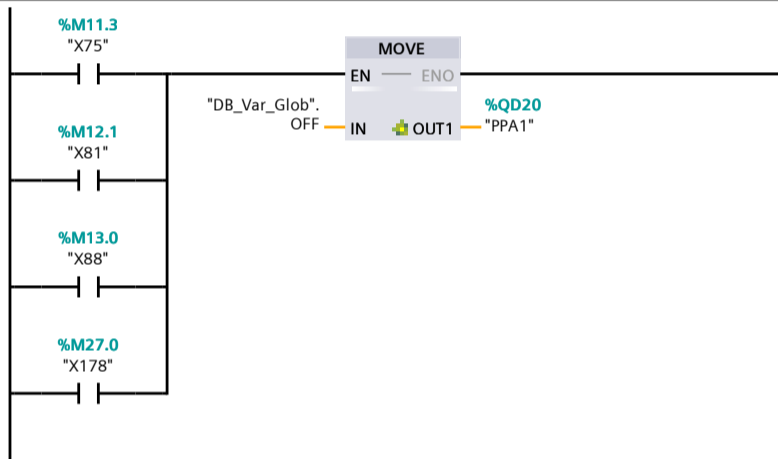 %M11.3
"X75"
MOVE
EN
ENO
"DB_Var_Glob".
OFF
IN
OUT1
%QD20
"PPA1"
%M12.1
"X81"
%M13.0
"X88"
%M27.0
"X178"